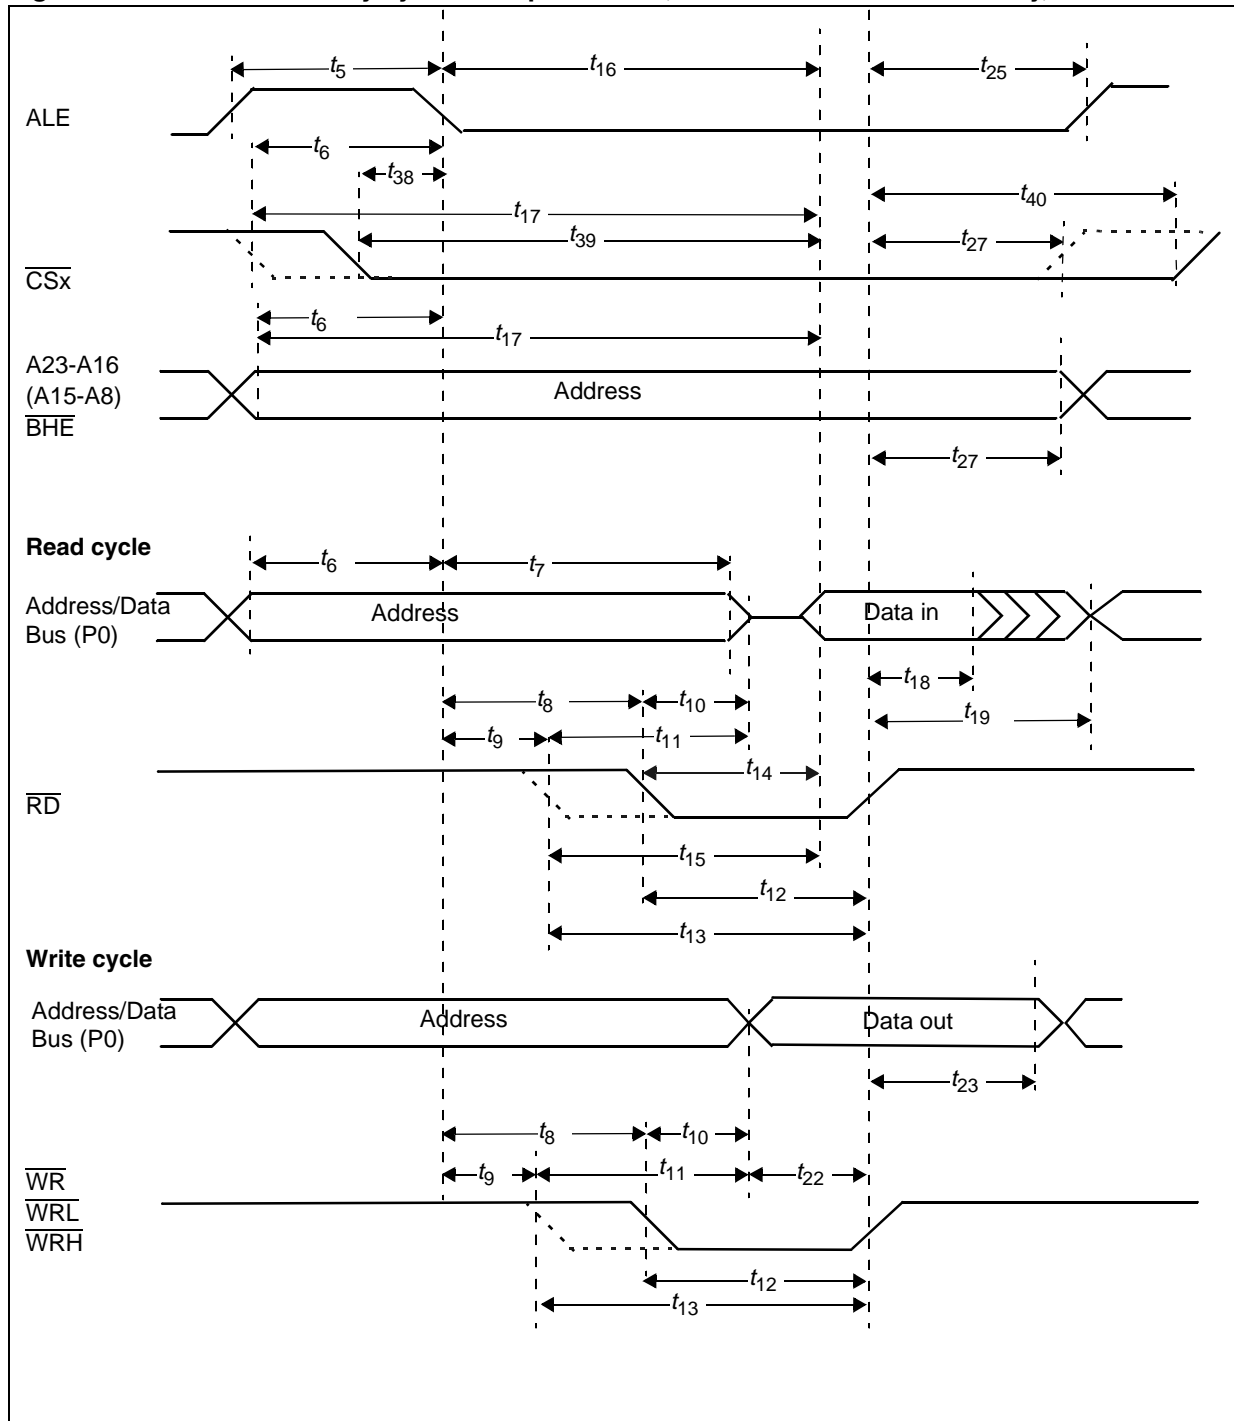 t5
t16
t25
ALE
t6
t38
t40
t17
t39
t27
CSx
t6
t17
A23-A16
(A15-A8)
BHE
Address
t27
Read cycle
t6
t7
Address/Data
Bus (P0)
Address
Data in
t18
t8
t10
t19
t9
t11
t14
RD
t15
t12
t13
Write cycle
Address/Data
Bus (P0)
Address
Data out
t23
t8
t10
t9
t11
t22
WR
WRL
WRH
t12
t13